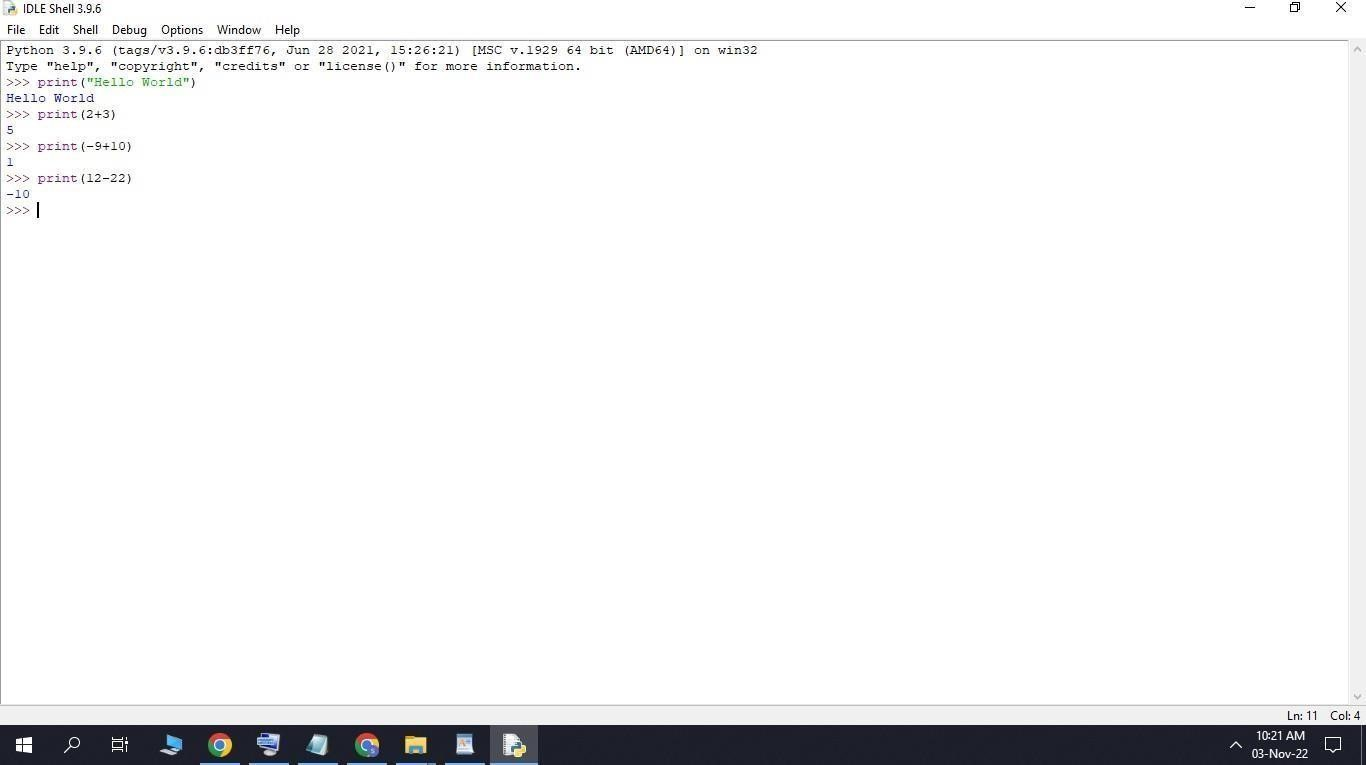 IDLE Shell 3.9.6
File Edit Shell Debug Options Window Help
Python 3.9.6 (tags/v3.9.6:db3ff76, Jun 28 2021, 15:26:21) [MSC v.1929 64 bit (AMD64)] on win32
Type "help", "copyright", "credits" or "license()" for more information.
>>> print("Hello World")
Hello World
>>> print(2+3)
5
>>> print(-9+10)
1
>>> print(12-22)
-10
>>>
Ln: 11 Col: 4
10:21 AM
03-Nov-22